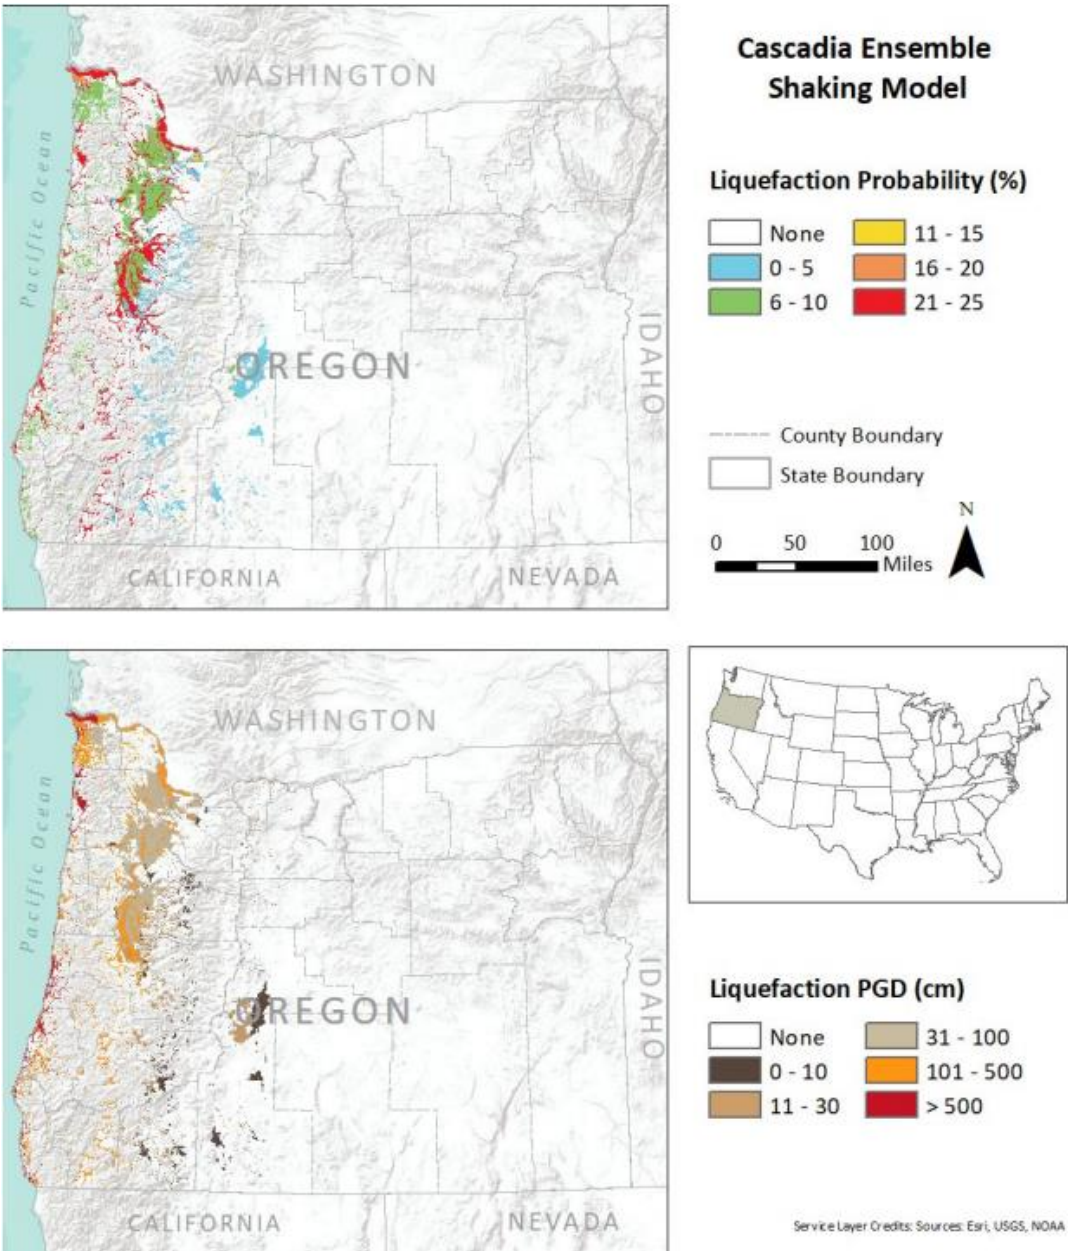 WASHINGTON
Pacific Ocean
OREGON
IDAHO
CALIFORNIA
NEVADA
Cascadia Ensemble
Shaking Model
Liquefaction Probability (%)
None
0 - 5
6 - 10
11 - 15
16 - 20
21 - 25
County Boundary
State Boundary
N
0 50 100
Miles
WASHINGTON
Pacific Ocean
OREGON
IDAHO
CALIFORNIA
NEVADA
Liquefaction PGD (cm)
None
0 - 10
11 - 30
31 - 100
101 - 500
> 500
Service Layer Credits: Sources: Esri, USGS, NOAA